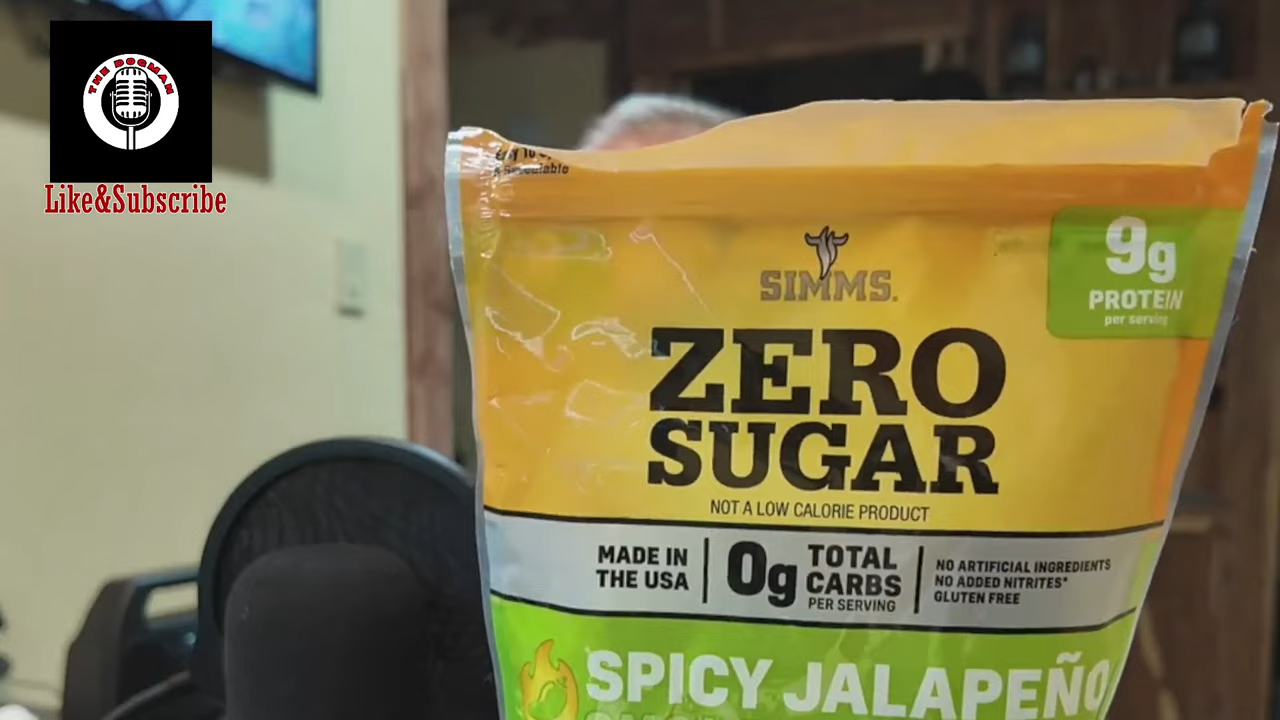 THE DOGMAN
Like&Subscribe
SIMMS.
9g
PROTEIN
per serving
ZERO
SUGAR
NOT A LOW CALORIE PRODUCT
MADE IN
THE USA
0g
TOTAL
CARBS
PER SERVING
NO ARTIFICIAL INGREDIENTS
NO ADDED NITRITES*
GLUTEN FREE
SPICY JALAPEÑO